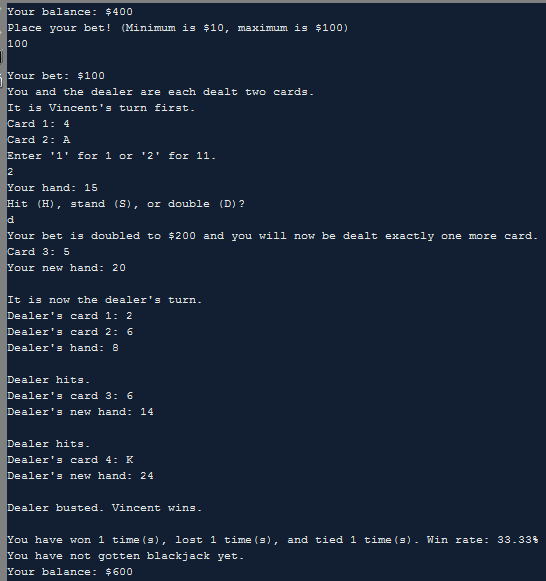 Your balance: $400
Place your bet! (Minimum is $10, maximum is $100)
100
Your bet: $100
You and the dealer are each dealt two cards.
It is Vincent's turn first.
Card 1: 4
Card 2: A
Enter '1' for 1 or '2' for 11.
2
Your hand: 15
Hit (H), stand (S), or double (D)?
d
Your bet is doubled to $200 and you will now be dealt exactly one more card.
Card 3: 5
Your new hand: 20
It is now the dealer's turn.
Dealer's card 1: 2
Dealer's card 2: 6
Dealer's hand: 8
Dealer hits.
Dealer's card 3: 6
Dealer's new hand: 14
Dealer hits.
Dealer's card 4: K
Dealer's new hand: 24
Dealer busted. Vincent wins.
You have won 1 time(s), lost 1 time(s), and tied 1 time(s). Win rate: 33.33%
You have not gotten blackjack yet.
Your balance: $600